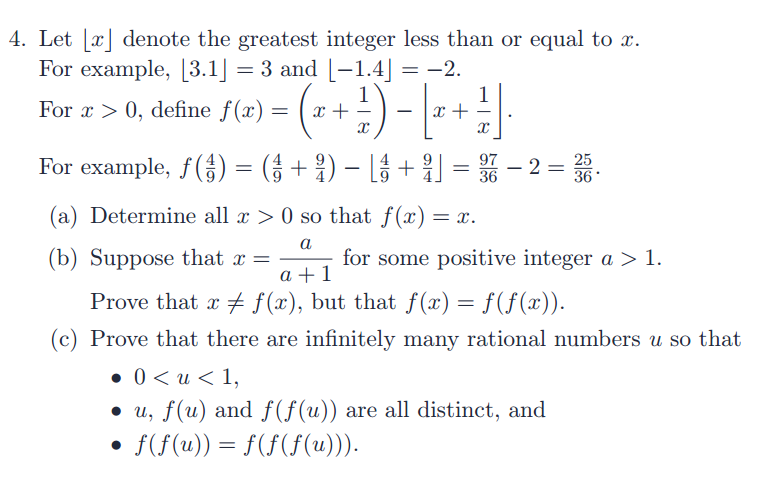 4. Let ⌊x⌋ denote the greatest integer less than or equal to x.
For example, ⌊3.1⌋ = 3 and ⌊−1.4⌋ = −2.
For x > 0, define f(x) = (x + 1/x) − ⌊x + 1/x⌋.
For example, f(4/9) = (4/9 + 9/4) − ⌊4/9 + 9/4⌋ = 97/36 − 2 = 25/36.
(a) Determine all x > 0 so that f(x) = x.
(b) Suppose that x = a/(a + 1) for some positive integer a > 1.
Prove that x ≠ f(x), but that f(x) = f(f(x)).
(c) Prove that there are infinitely many rational numbers u so that
• 0 < u < 1,
• u, f(u) and f(f(u)) are all distinct, and
• f(f(u)) = f(f(f(u))).